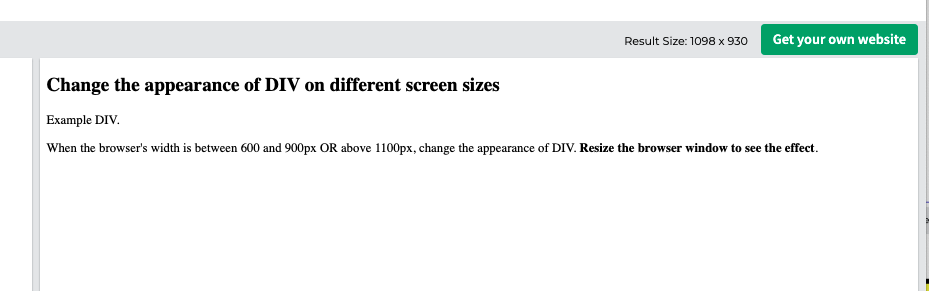 Result Size: 1098 x 930
Get your own website
Change the appearance of DIV on different screen sizes
Example DIV.
When the browser's width is between 600 and 900px OR above 1100px, change the appearance of DIV. Resize the browser window to see the effect.